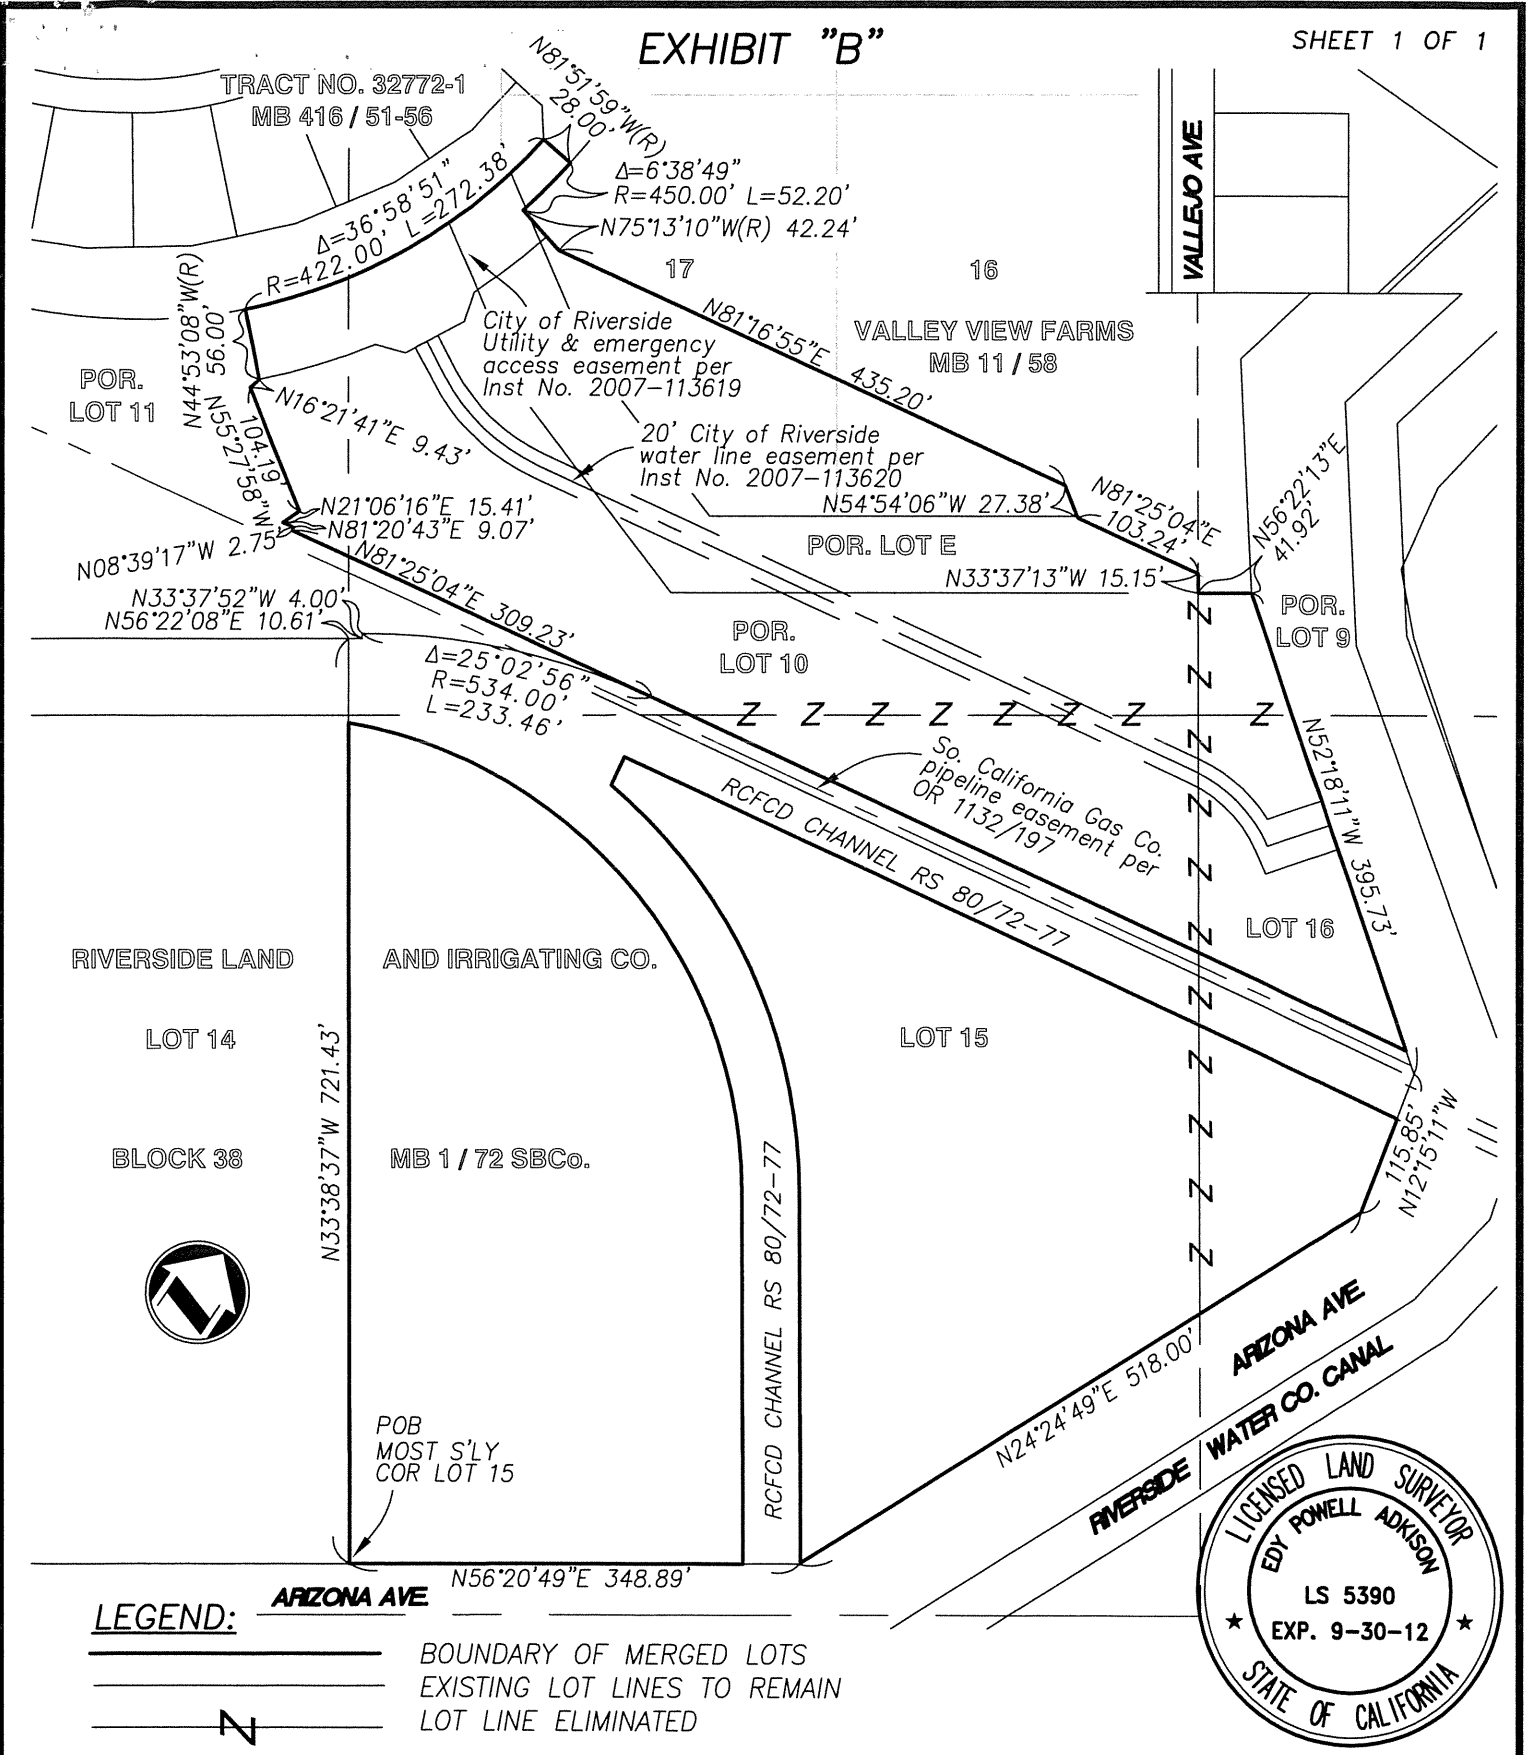 EXHIBIT "B"
SHEET 1 OF 1
TRACT NO. 32772-1
MB 416 / 51-56
N81°51'59"W(R)
28.00'
Δ=6°38'49"
R=450.00' L=52.20'
N75°13'10"W(R) 42.24'
Δ=36°58'51"
R=422.00' L=272.38'
VALLEJO AVE.
17
16
VALLEY VIEW FARMS
MB 11 / 58
N81°16'55"E 435.20'
N44°53'08"W(R)
56.00'
POR.
LOT 11
City of Riverside
Utility & emergency
access easement per
Inst No. 2007-113619
N16°21'41"E 9.43'
N55°27'58"W
104.19'
20' City of Riverside
water line easement per
Inst No. 2007-113620
N54°54'06"W 27.38'
N81°25'04"E
103.24'
N56°22'13"E
41.92'
N21°06'16"E 15.41'
N81°20'43"E 9.07'
N08°39'17"W 2.75'
POR. LOT E
N33°37'13"W 15.15'
N33°37'52"W 4.00'
N56°22'08"E 10.61'
N81°25'04"E 309.23'
POR.
LOT 10
POR.
LOT 9
Δ=25°02'56"
R=534.00'
L=233.46'
Z Z Z Z Z Z Z Z
N52°18'11"W 395.73'
So. California Gas Co.
pipeline easement per
OR 1132/197
RCFCD CHANNEL RS 80/72-77
LOT 16
RIVERSIDE LAND
AND IRRIGATING CO.
LOT 14
LOT 15
N33°38'37"W 721.43'
BLOCK 38
MB 1 / 72 SBCo.
RCFCD CHANNEL RS 80/72-77
115.85'
N12°15'11"W
N24°24'49"E 518.00'
ARIZONA AVE.
RIVERSIDE WATER CO. CANAL
POB
MOST S'LY
COR LOT 15
N56°20'49"E 348.89'
ARIZONA AVE.
LICENSED LAND SURVEYOR
EDY POWELL ADKISON
LS 5390
EXP. 9-30-12
STATE OF CALIFORNIA
LEGEND:
BOUNDARY OF MERGED LOTS
EXISTING LOT LINES TO REMAIN
LOT LINE ELIMINATED